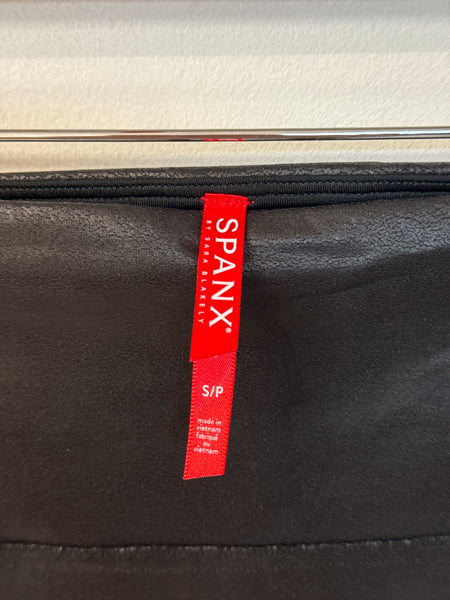 SPANX®
BY SARA BLAKELY
S/P
made in
vietnam
fabriqué
au
vietnam